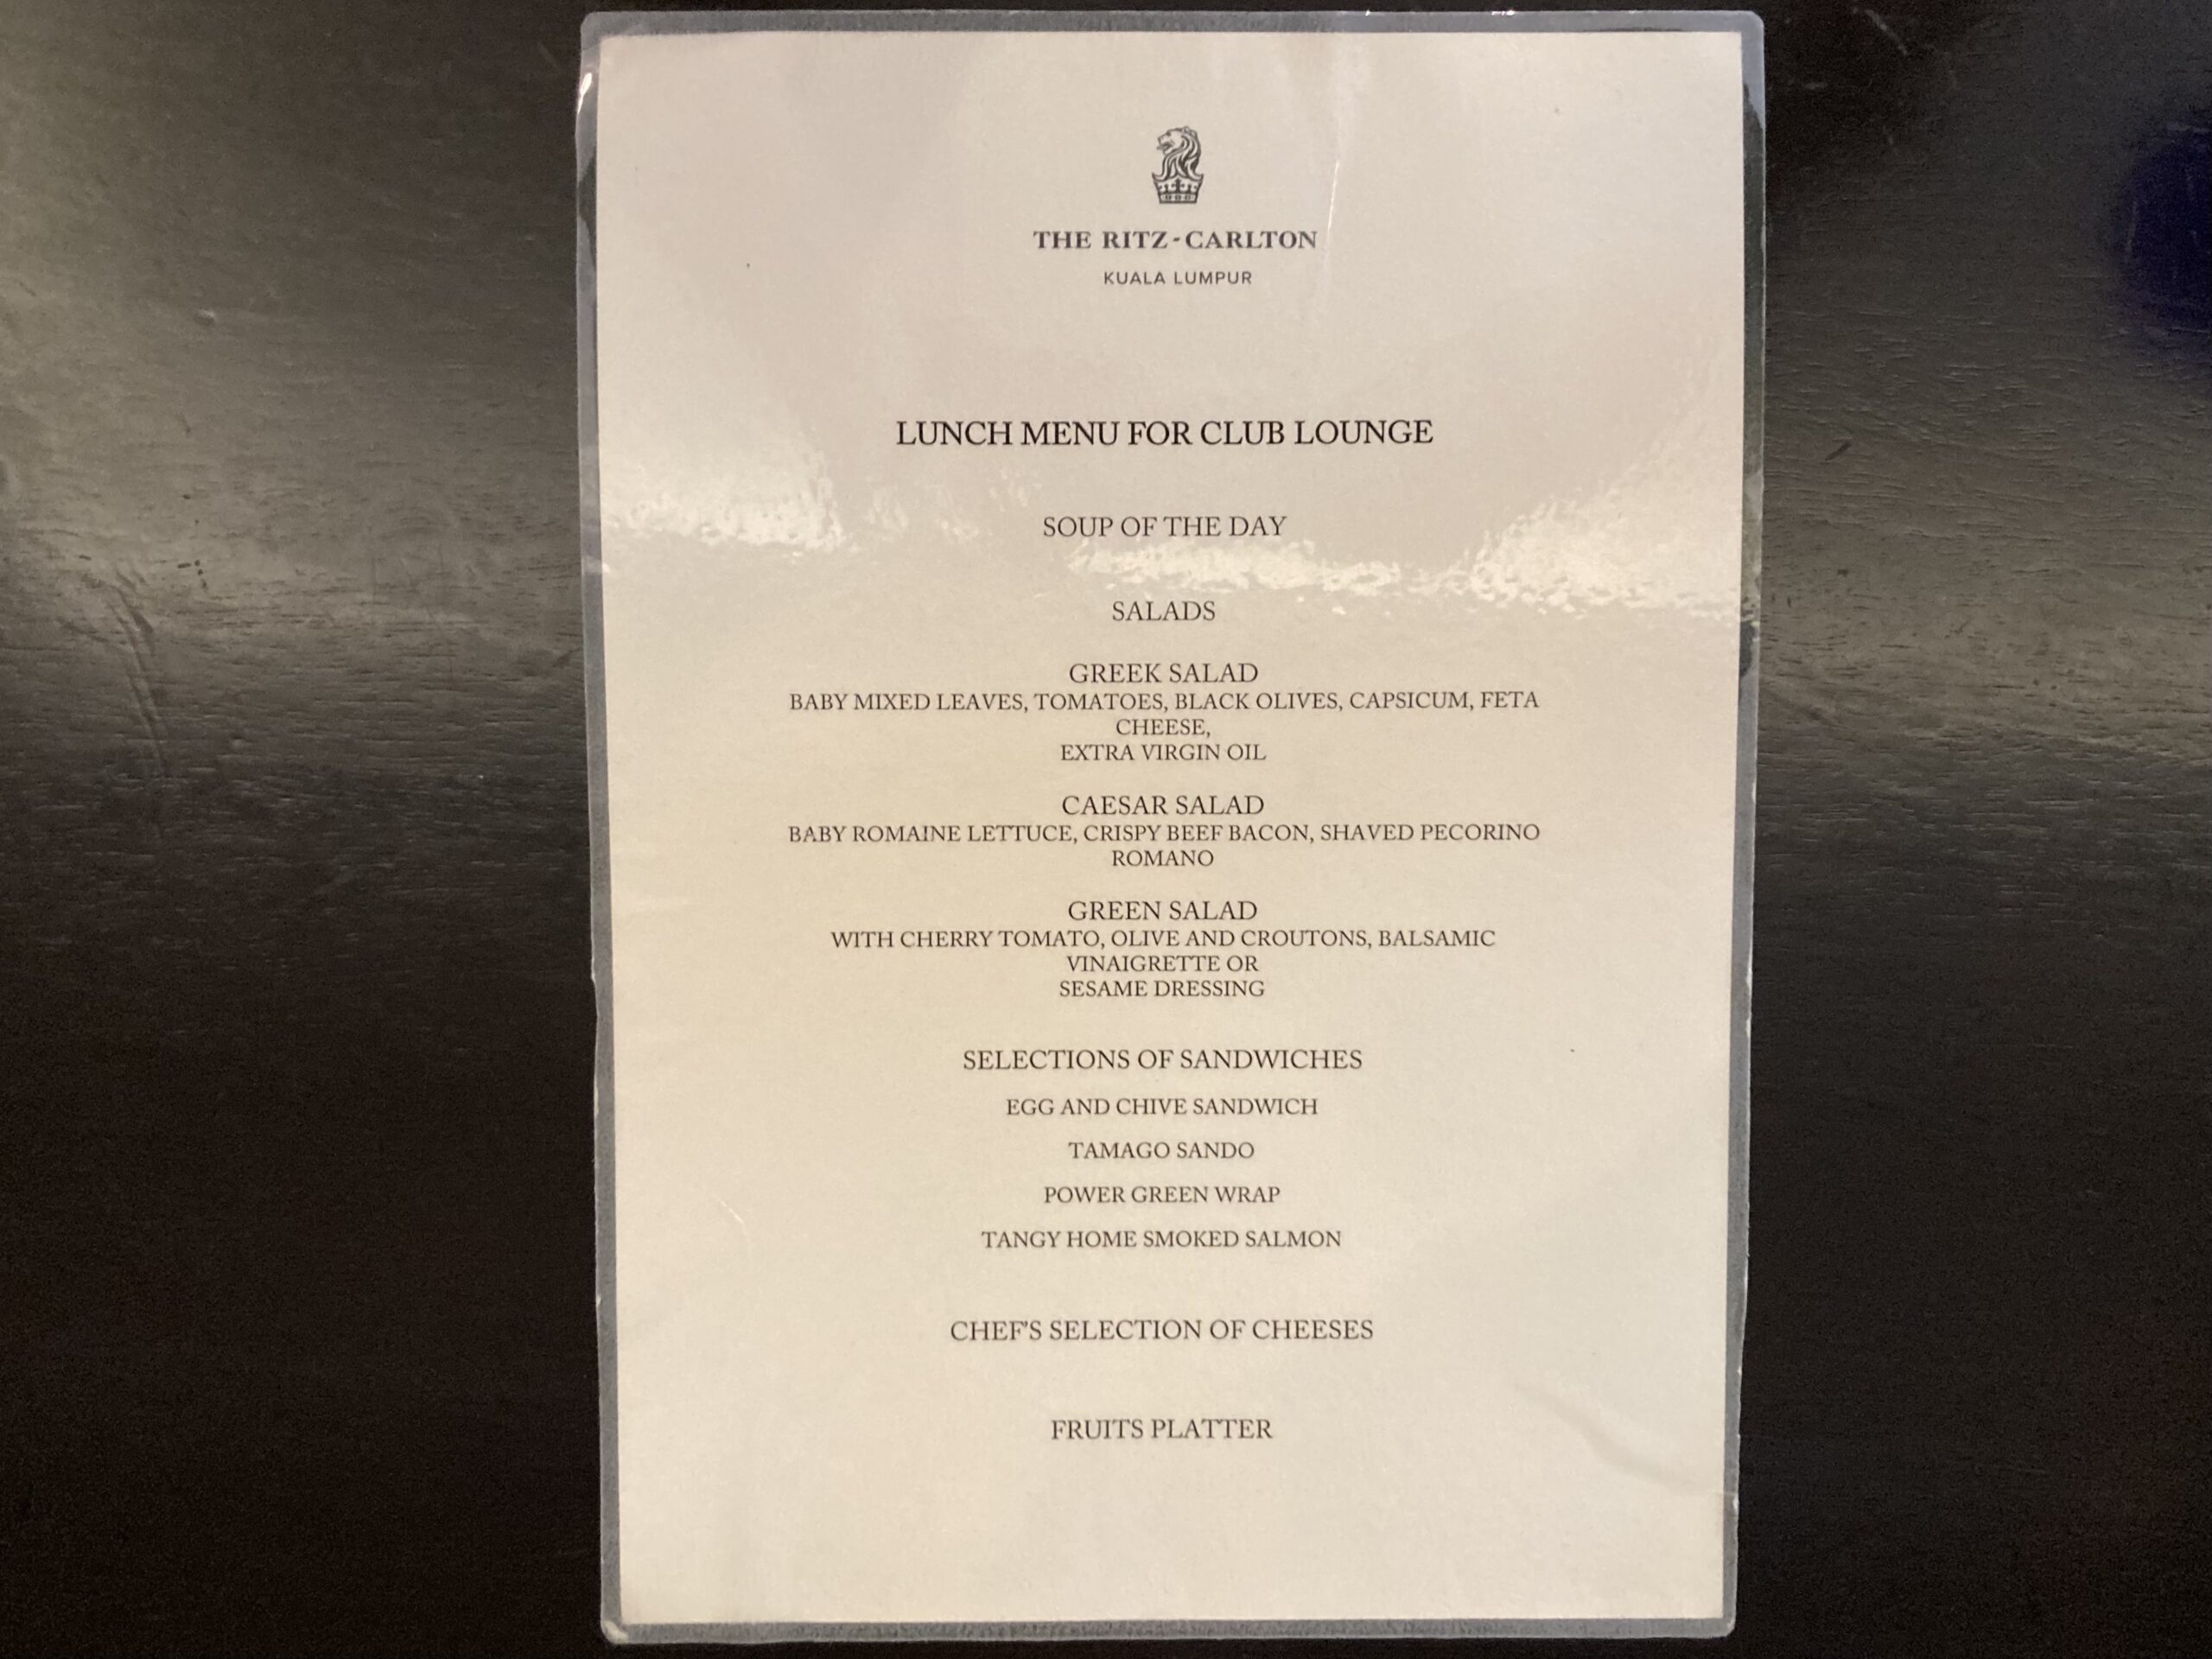 THE RITZ-CARLTON
KUALA LUMPUR
LUNCH MENU FOR CLUB LOUNGE
SOUP OF THE DAY
SALADS
GREEK SALAD
BABY MIXED LEAVES, TOMATOES, BLACK OLIVES, CAPSICUM, FETA
CHEESE,
EXTRA VIRGIN OIL
CAESAR SALAD
BABY ROMAINE LETTUCE, CRISPY BEEF BACON, SHAVED PECORINO
ROMANO
GREEN SALAD
WITH CHERRY TOMATO, OLIVE AND CROUTONS, BALSAMIC
VINAIGRETTE OR
SESAME DRESSING
SELECTIONS OF SANDWICHES
EGG AND CHIVE SANDWICH
TAMAGO SANDO
POWER GREEN WRAP
TANGY HOME SMOKED SALMON
CHEF'S SELECTION OF CHEESES
FRUITS PLATTER